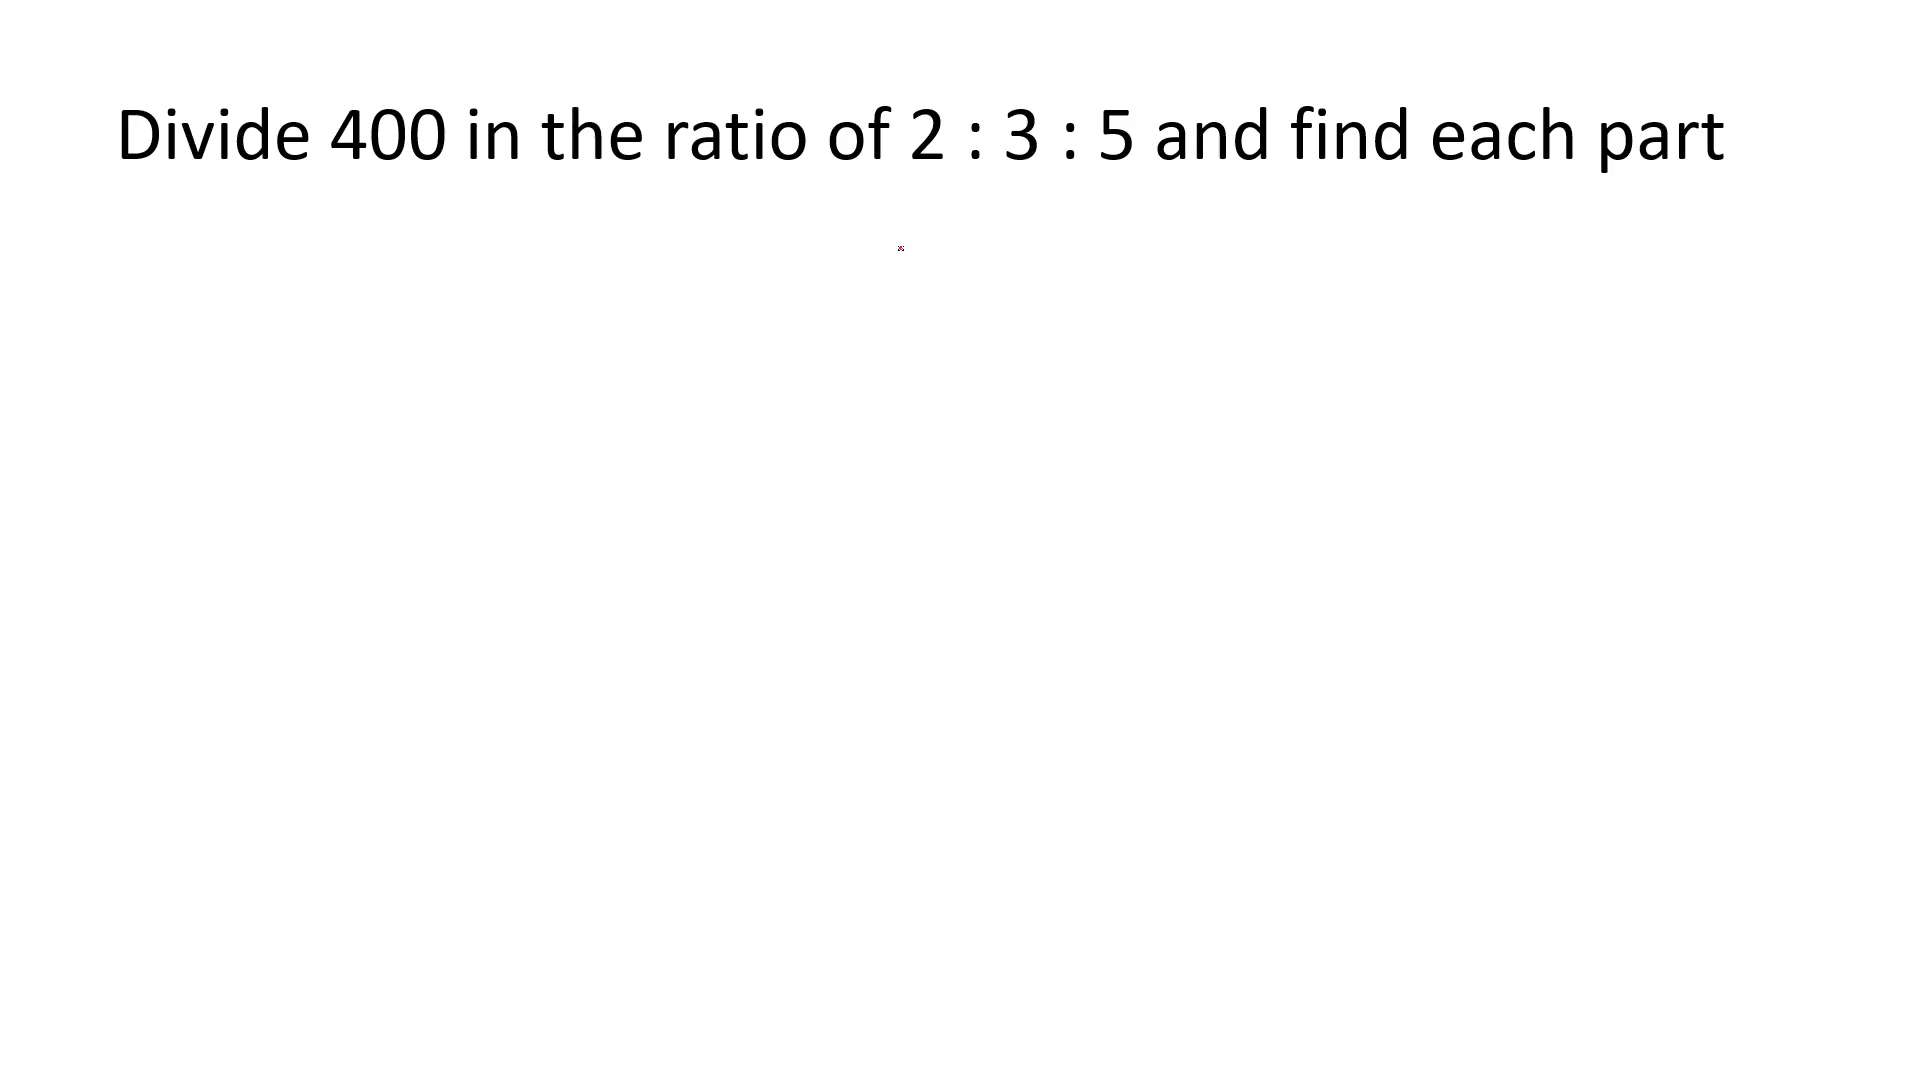 Divide 400 in the ratio of 2 : 3 : 5 and find each part